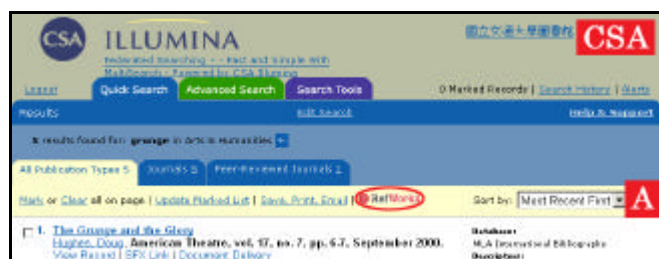 CSA ILLUMINA 國立交通大學圖書館 CSA
Federated Searching - - Fast and Simple With
MultiSearch - Powered by CSA Illumina
Logout Quick Search Advanced Search Search Tools 0 Marked Records | Search History | Alerts
Results Edit Search Help & Support
5 results found for: grunge in Arts & Humanities +
All Publication Types 5 Journals 5 Peer-Reviewed Journals 2
Mark or Clear all on page | Update Marked List | Save, Print, Email | RefWorks Sort by: Most Recent First A
1. The Grunge and the Glory Database:
Hughes, Doug, American Theatre, vol. 17, no. 7, pp. 6-7, September 2000. MLA International Bibliography
View Record | SFX Link | Document Delivery Descriptors: